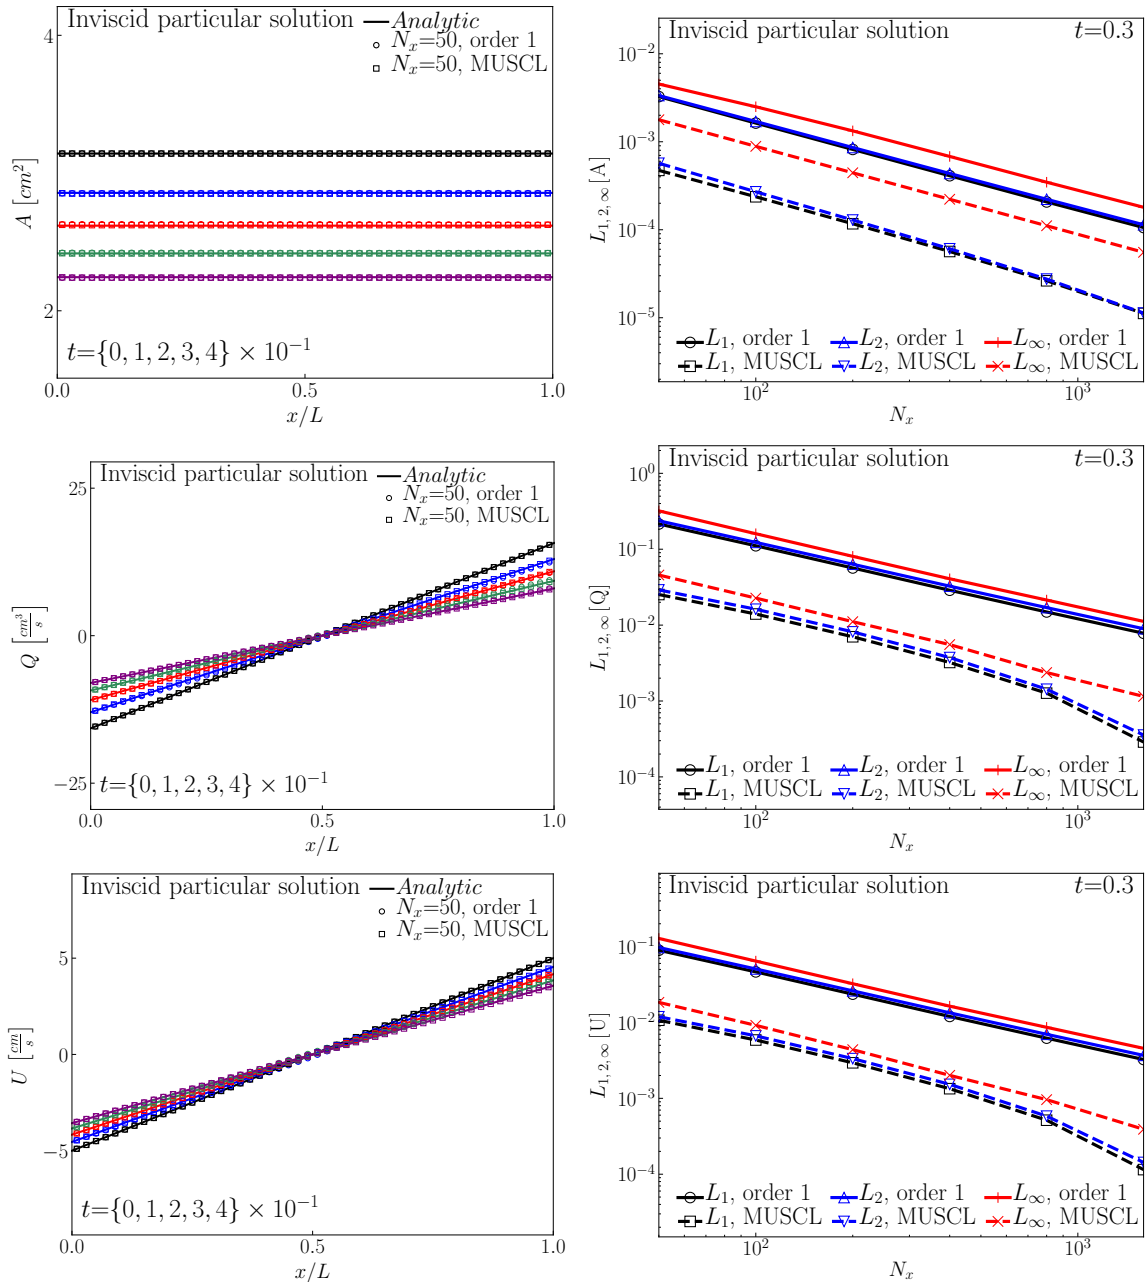 Inviscid particular solution
Analytic
N_x=50, order 1
N_x=50, MUSCL
4
2
A [cm^2]
t={0, 1, 2, 3, 4} × 10^{-1}
0.0 0.5 1.0
x/L
Inviscid particular solution t=0.3
10^{-2}
10^{-3}
10^{-4}
10^{-5}
L_{1,2,∞} [A]
L_1, order 1 L_2, order 1 L_∞, order 1
L_1, MUSCL L_2, MUSCL L_∞, MUSCL
10^2 10^3
N_x
Inviscid particular solution
Analytic
N_x=50, order 1
N_x=50, MUSCL
25
0
−25
Q [cm^3/s]
t={0, 1, 2, 3, 4} × 10^{-1}
0.0 0.5 1.0
x/L
Inviscid particular solution t=0.3
10^0
10^{-1}
10^{-2}
10^{-3}
10^{-4}
L_{1,2,∞} [Q]
L_1, order 1 L_2, order 1 L_∞, order 1
L_1, MUSCL L_2, MUSCL L_∞, MUSCL
10^2 10^3
N_x
Inviscid particular solution
Analytic
N_x=50, order 1
N_x=50, MUSCL
5
0
−5
U [cm/s]
t={0, 1, 2, 3, 4} × 10^{-1}
0.0 0.5 1.0
x/L
Inviscid particular solution t=0.3
10^{-1}
10^{-2}
10^{-3}
10^{-4}
L_{1,2,∞} [U]
L_1, order 1 L_2, order 1 L_∞, order 1
L_1, MUSCL L_2, MUSCL L_∞, MUSCL
10^2 10^3
N_x